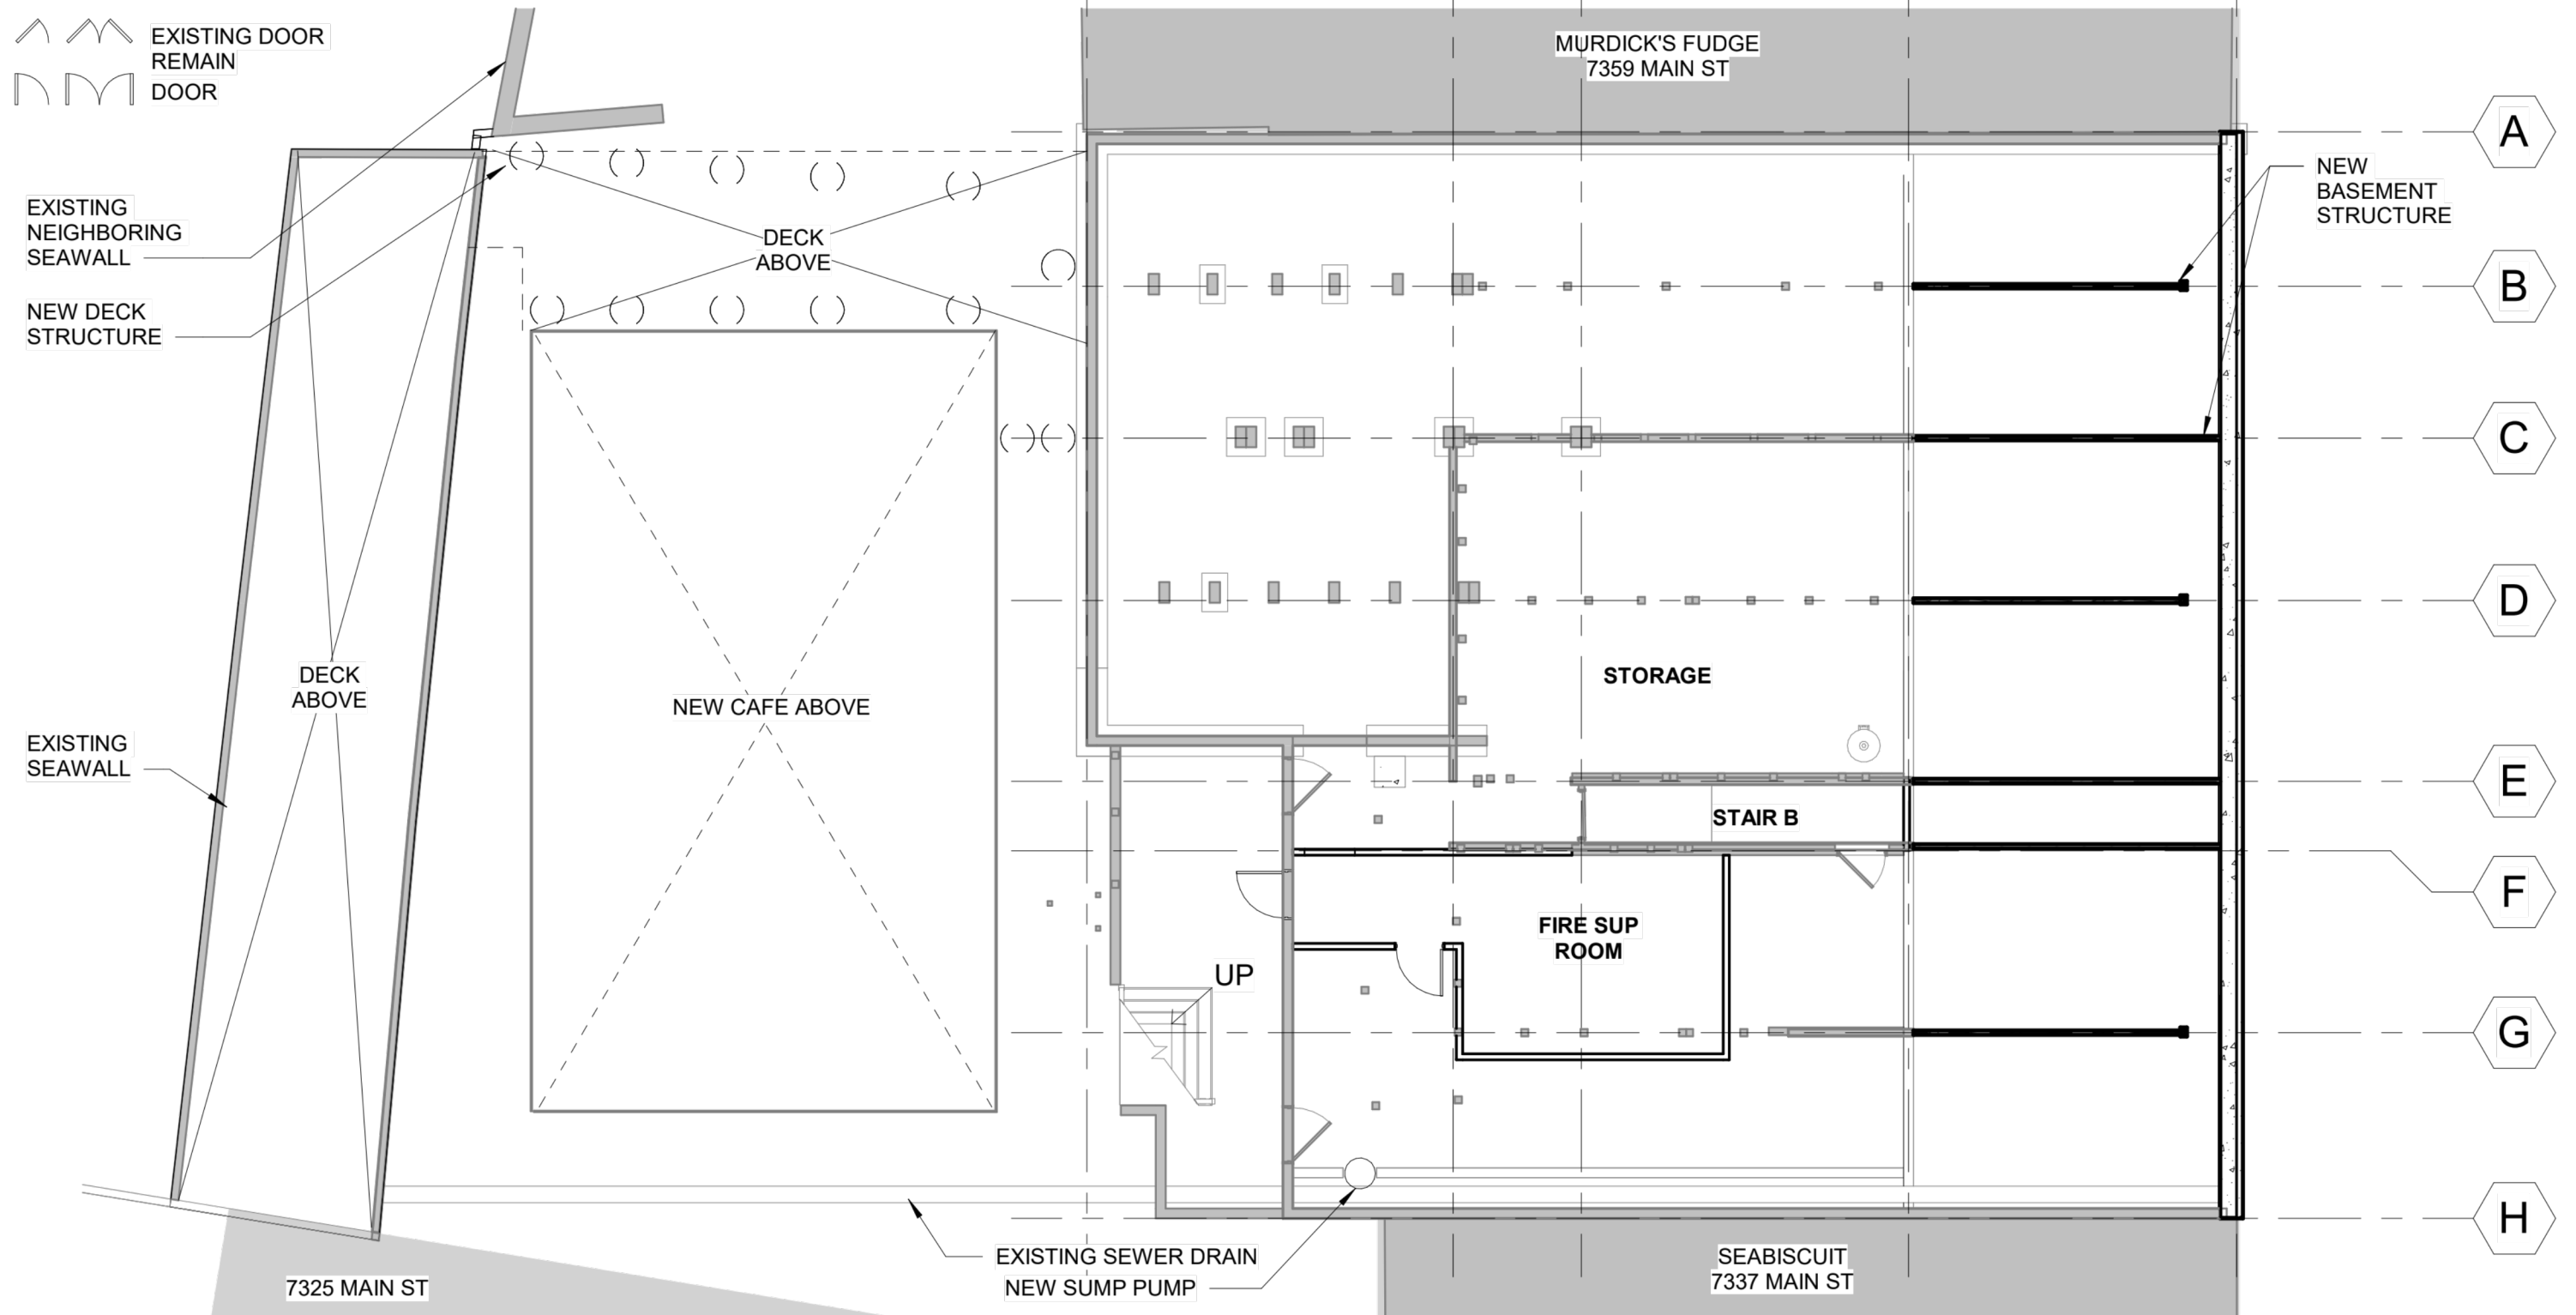 EXISTING DOOR
REMAIN
DOOR
MURDICK'S FUDGE
7359 MAIN ST
A
NEW
BASEMENT
STRUCTURE
EXISTING
NEIGHBORING
SEAWALL
DECK
ABOVE
B
NEW DECK
STRUCTURE
C
D
DECK
ABOVE
NEW CAFE ABOVE
STORAGE
EXISTING
SEAWALL
E
STAIR B
F
FIRE SUP
ROOM
UP
G
H
EXISTING SEWER DRAIN
NEW SUMP PUMP
SEABISCUIT
7337 MAIN ST
7325 MAIN ST